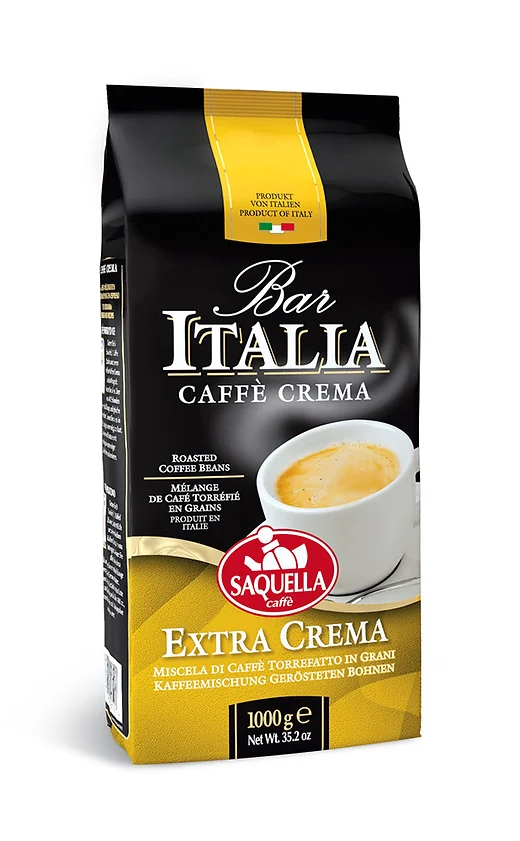 PRODUKT
VON ITALIEN
PRODUCT OF ITALY
Bar
ITALIA
CAFFÈ CREMA
ROASTED
COFFEE BEANS
MÉLANGE
DE CAFÉ TORRÉFIÉ
EN GRAINS
PRODUIT EN
ITALIE
SAQUELLA
caffè
EXTRA CREMA
MISCELA DI CAFFÈ TORREFATTO IN GRANI
KAFFEEMISCHUNG GERÖSTETEN BOHNEN
1000 g ℮
Net Wt. 35.2 oz